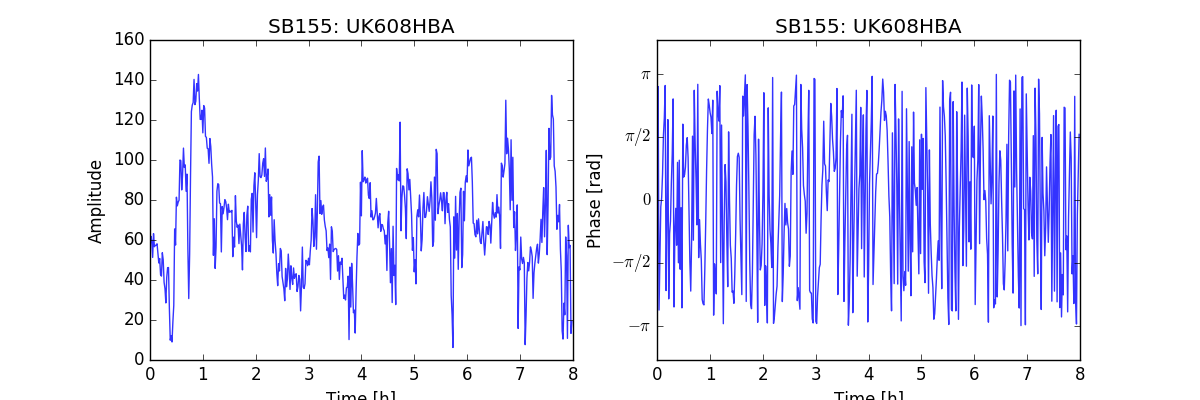 SB155: UK608HBA
160
140
120
100
80
60
40
20
0
Amplitude
0 1 2 3 4 5 6 7 8
Time [h]
SB155: UK608HBA
π
π/2
0
−π/2
−π
Phase [rad]
0 1 2 3 4 5 6 7 8
Time [h]